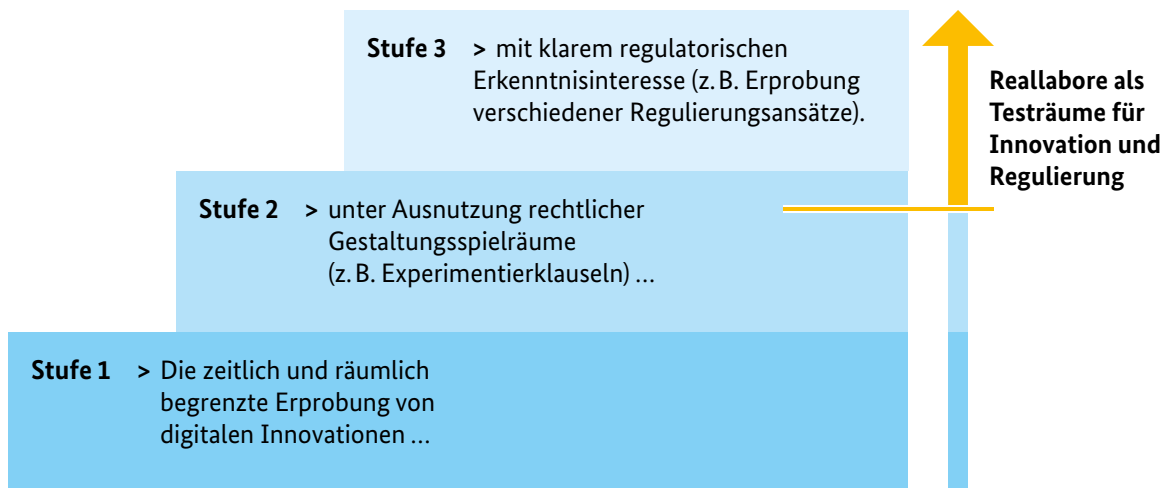 Stufe 3 > mit klarem regulatorischen
Erkenntnisinteresse (z. B. Erprobung
verschiedener Regulierungsansätze).
Reallabore als
Testräume für
Innovation und
Regulierung
Stufe 2 > unter Ausnutzung rechtlicher
Gestaltungsspielräume
(z. B. Experimentierklauseln) …
Stufe 1 > Die zeitlich und räumlich
begrenzte Erprobung von
digitalen Innovationen …